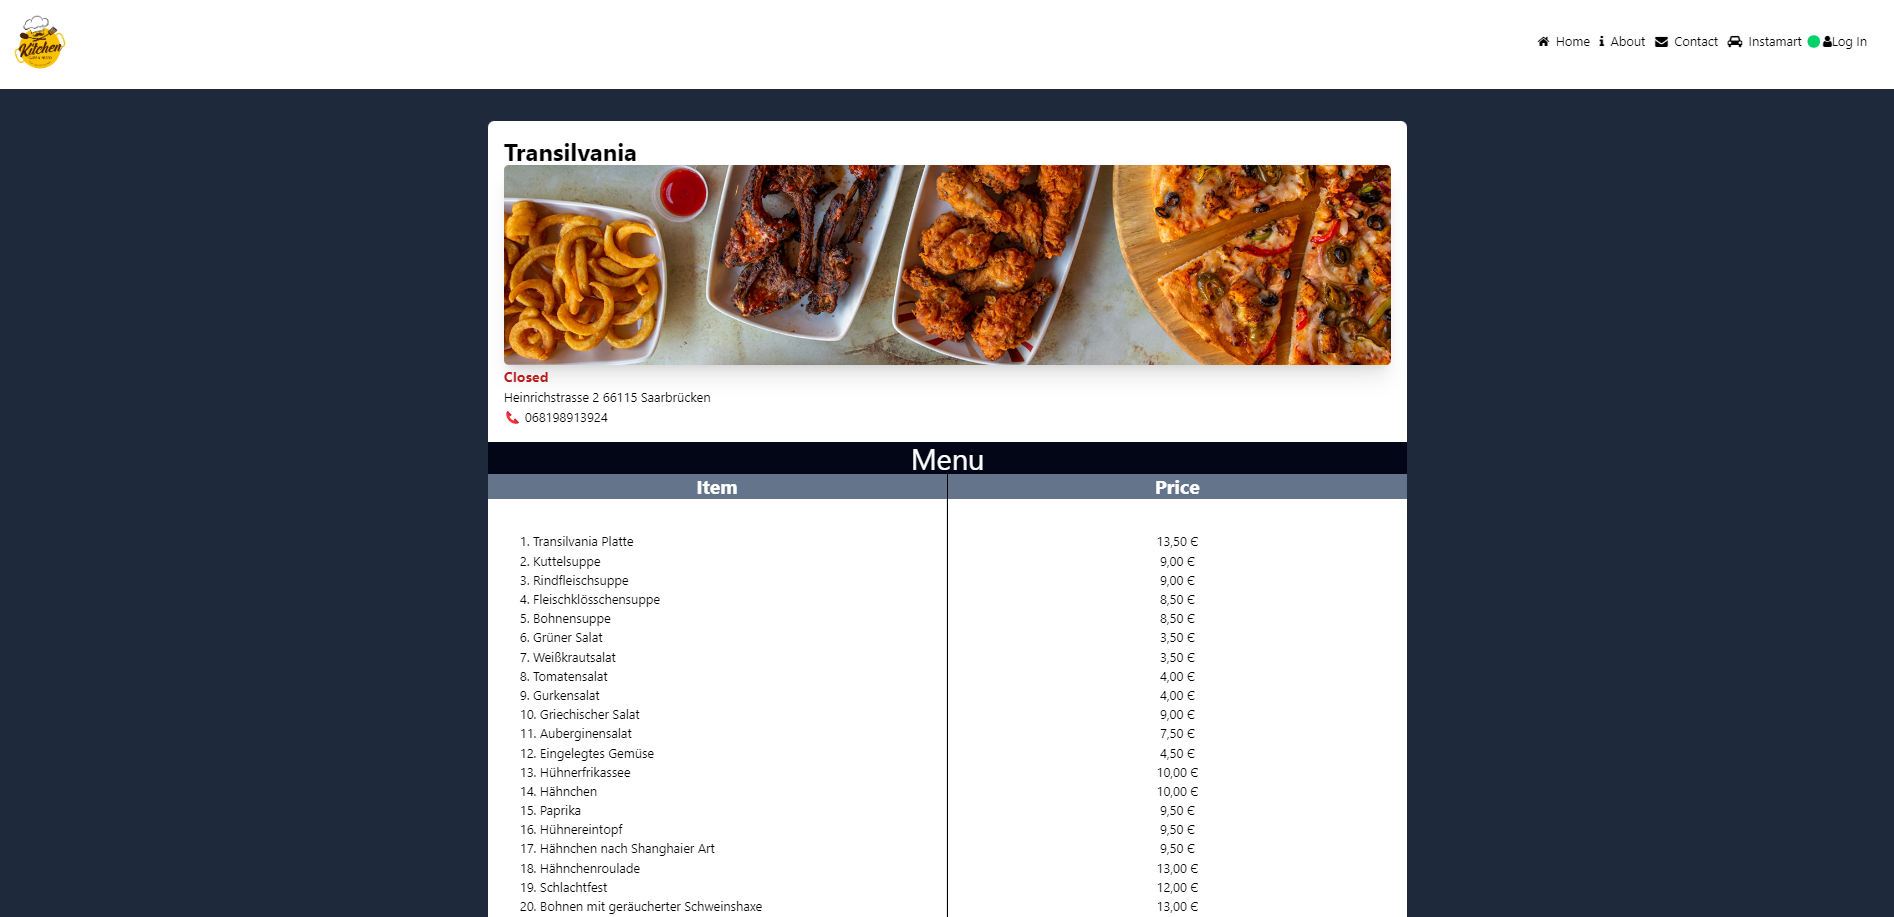 Kitchen
Home About Contact Instamart Log In
Transilvania
Closed
Heinrichstrasse 2 66115 Saarbrücken
068198913924
Menu
Item Price
1. Transilvania Platte 13,50 €
2. Kuttelsuppe 9,00 €
3. Rindfleischsuppe 9,00 €
4. Fleischklösschensuppe 8,50 €
5. Bohnensuppe 8,50 €
6. Grüner Salat 3,50 €
7. Weißkrautsalat 3,50 €
8. Tomatensalat 4,00 €
9. Gurkensalat 4,00 €
10. Griechischer Salat 9,00 €
11. Auberginensalat 7,50 €
12. Eingelegtes Gemüse 4,50 €
13. Hühnerfrikassee 10,00 €
14. Hähnchen 10,00 €
15. Paprika 9,50 €
16. Hühnereintopf 9,50 €
17. Hähnchen nach Shanghaier Art 9,50 €
18. Hähnchenroulade 13,00 €
19. Schlachtfest 12,00 €
20. Bohnen mit geräucherter Schweinshaxe 13,00 €